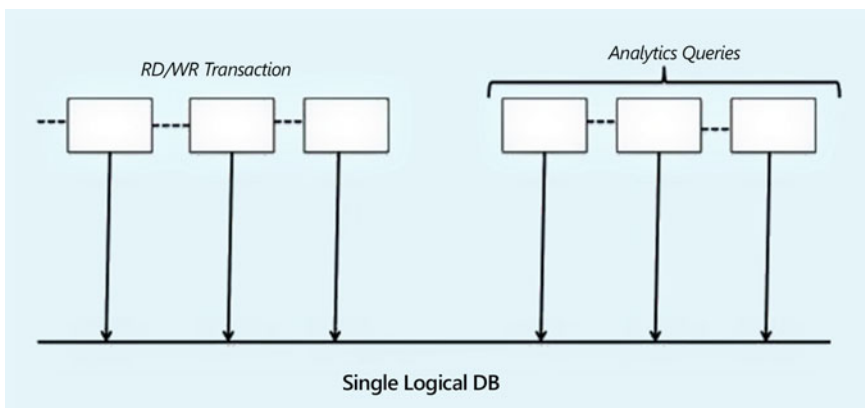 RD/WR Transaction
Analytics Queries
Single Logical DB